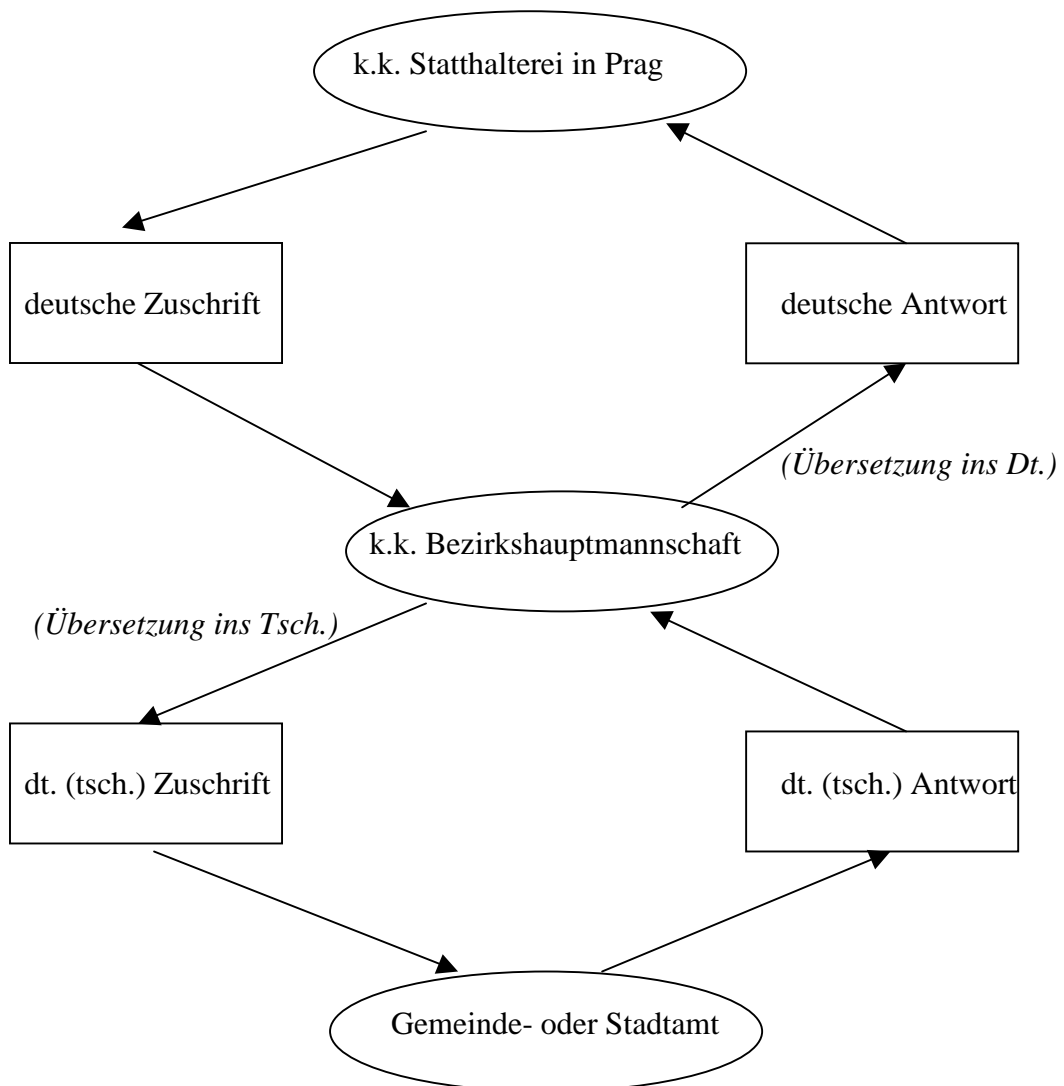 k.k. Statthalterei in Prag
deutsche Zuschrift
deutsche Antwort
(Übersetzung ins Dt.)
k.k. Bezirkshauptmannschaft
(Übersetzung ins Tsch.)
dt. (tsch.) Zuschrift
dt. (tsch.) Antwort
Gemeinde- oder Stadtamt